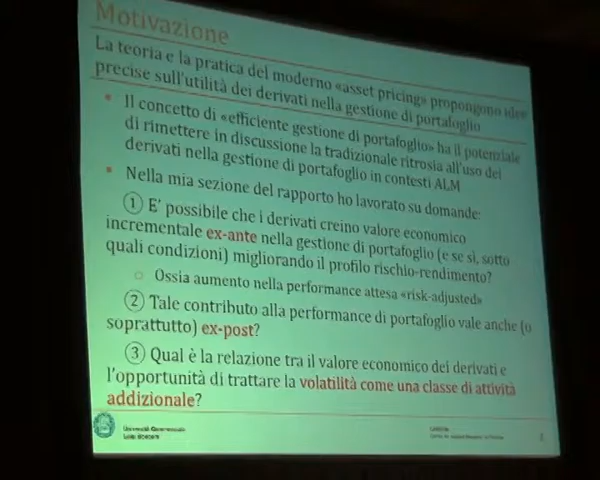 Motivazione
La teoria e la pratica del moderno «asset pricing» propongono idee
precise sull'utilità dei derivati nella gestione di portafoglio
• Il concetto di «efficiente gestione di portafoglio» ha il potenziale
di rimettere in discussione la tradizionale ritrosia all'uso dei
derivati nella gestione di portafoglio in contesti ALM
• Nella mia sezione del rapporto ho lavorato su domande:
① E' possibile che i derivati creino valore economico
incrementale ex-ante nella gestione di portafoglio (e se sì, sotto
quali condizioni) migliorando il profilo rischio-rendimento?
Ossia aumento nella performance attesa «risk-adjusted»
② Tale contributo alla performance di portafoglio vale anche (o
soprattutto) ex-post?
③ Qual è la relazione tra il valore economico dei derivati e
l'opportunità di trattare la volatilità come una classe di attività
addizionale?
Università Commerciale
Luigi Bocconi